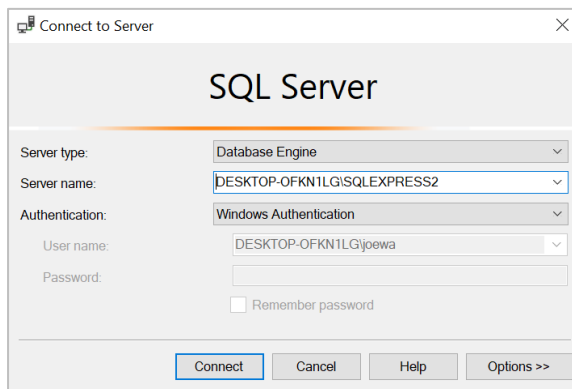 Connect to Server
SQL Server
Server type: Database Engine
Server name: DESKTOP-OFKN1LG\SQLEXPRESS2
Authentication: Windows Authentication
User name: DESKTOP-OFKN1LG\joewa
Password:
Remember password
Connect Cancel Help Options >>